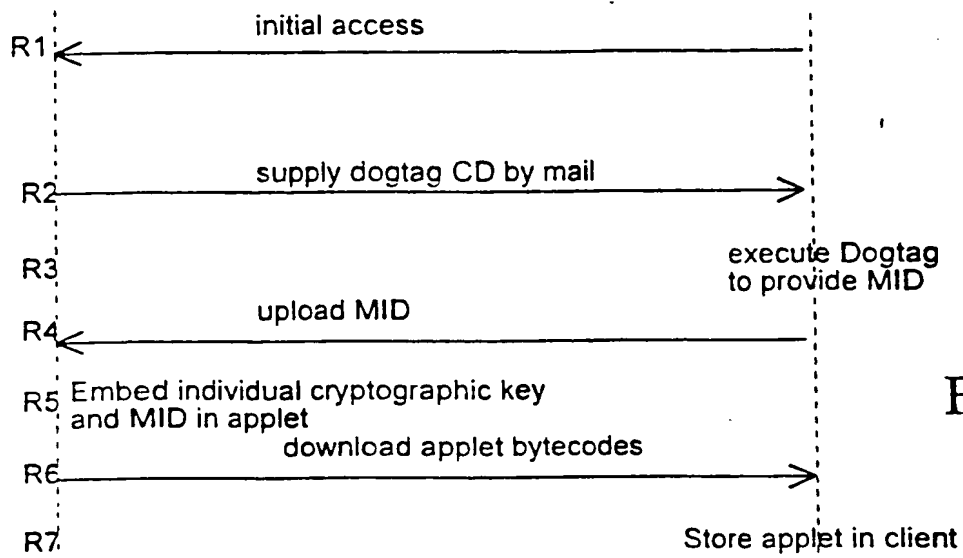 initial access
R1
supply dogtag CD by mail
R2
execute Dogtag
R3
to provide MID
upload MID
R4
R5 Embed individual cryptographic key
and MID in applet
F
download applet bytecodes
R6
R7 Store applet in client